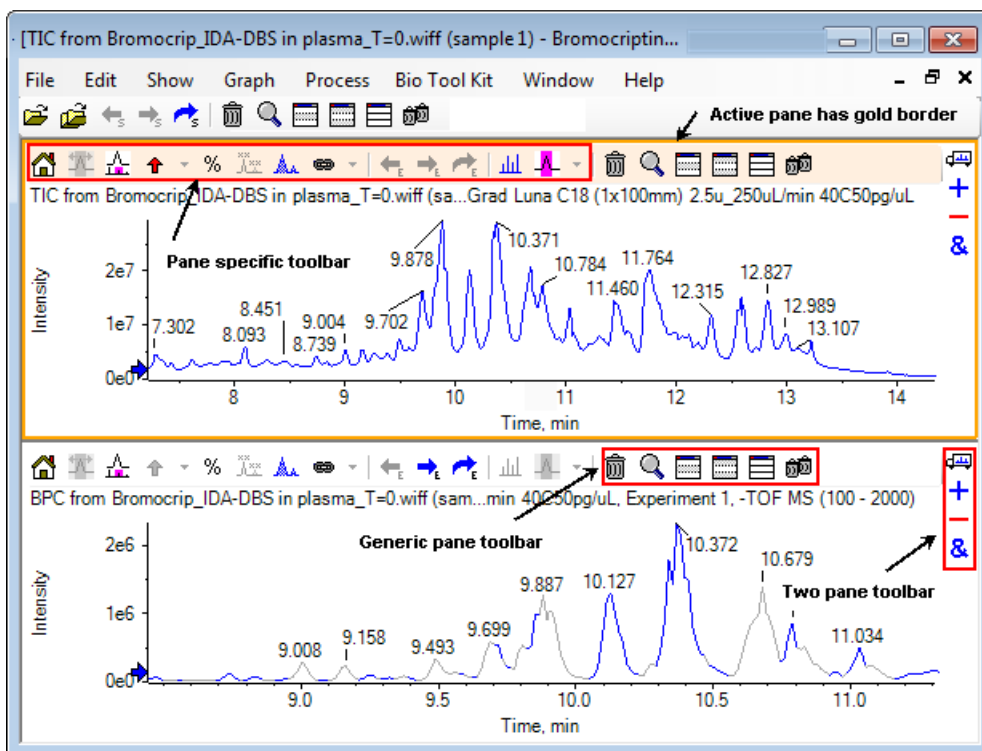 [TIC from Bromocrip_IDA-DBS in plasma_T=0.wiff (sample 1) - Bromocriptin...
File Edit Show Graph Process Bio Tool Kit Window Help
S S S
Active pane has gold border
% E E E
TIC from Bromocrip_IDA-DBS in plasma_T=0.wiff (sa...Grad Luna C18 (1x100mm) 2.5u_250uL/min 40C50pg/uL
+
&
Pane specific toolbar
Intensity
2e7
1e7
0e0
7.302
8.093
8.451
8.739
9.004
9.702
9.878
10.371
10.784
11.460
11.764
12.315
12.827
12.989
13.107
8 9 10 11 12 13 14
Time, min
% E E E
BPC from Bromocrip_IDA-DBS in plasma_T=0.wiff (sam...min 40C50pg/uL, Experiment 1, -TOF MS (100 - 2000)
+
&
Generic pane toolbar
Two pane toolbar
Intensity
2e6
1e6
0e0
9.008
9.158
9.493
9.699
9.887
10.127
10.372
10.679
11.034
9.0 9.5 10.0 10.5 11.0
Time, min